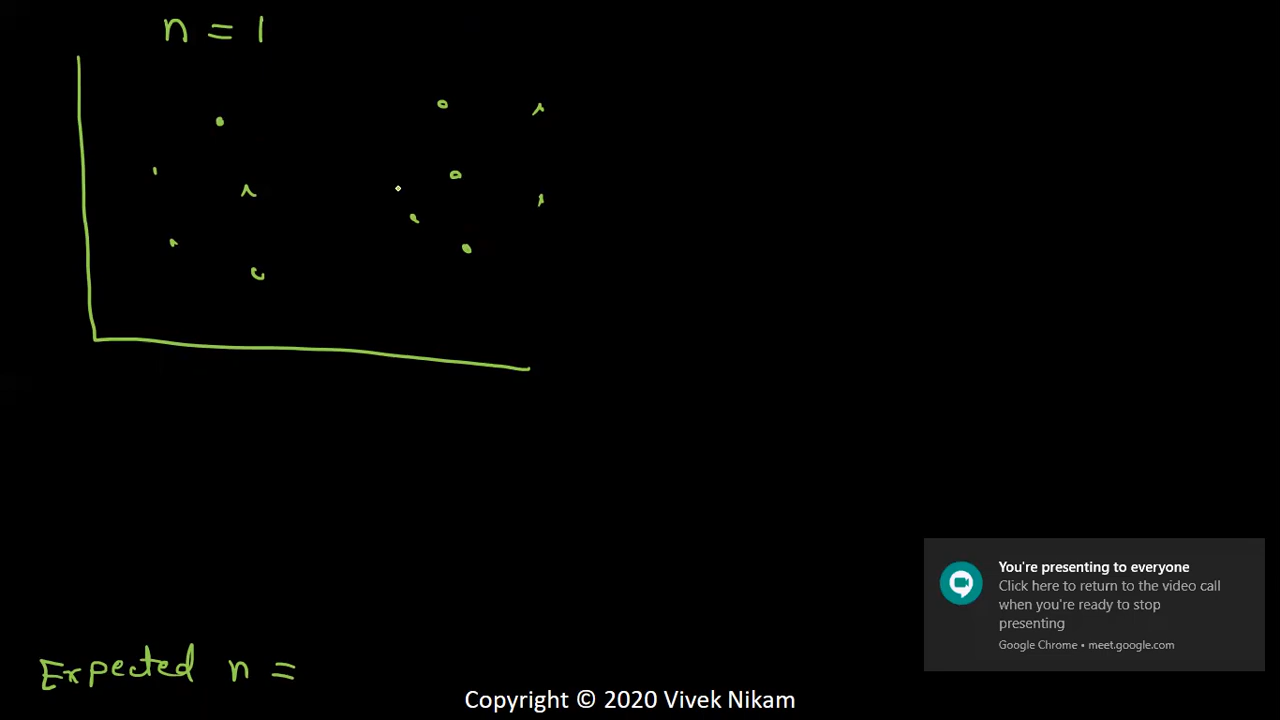 n = 1
You're presenting to everyone
Click here to return to the video call
when you're ready to stop
presenting
Google Chrome • meet.google.com
Expected n =
Copyright © 2020 Vivek Nikam